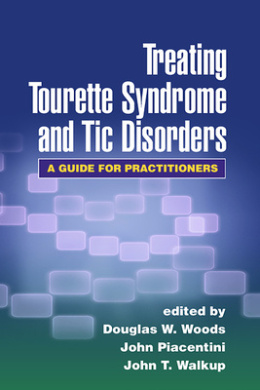 Treating
Tourette Syndrome
and Tic Disorders
A GUIDE FOR PRACTITIONERS
edited by
Douglas W. Woods
John Piacentini
John T. Walkup